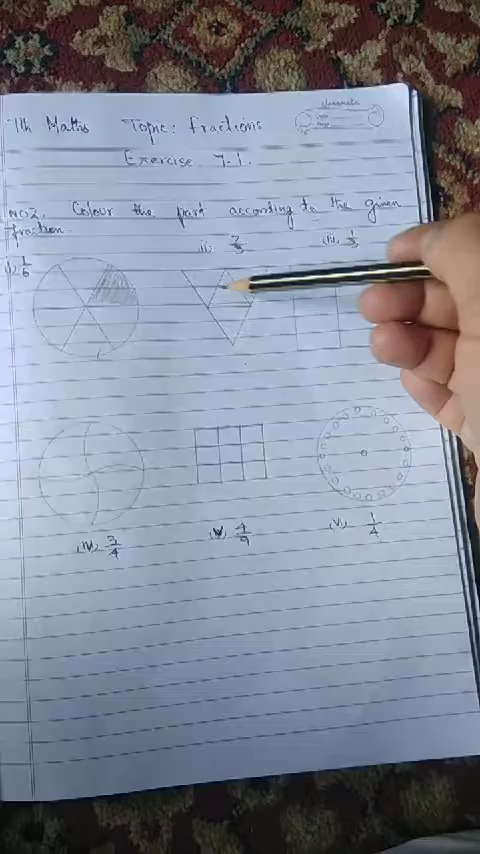 7th Maths Topic: Fractions
Exercise 7.1.
NO2. Colour the part according to the given
fraction.
i) 1/6 ii) 2/3 iii) 1/3
iv) 3/4 v) 4/9 vi) 1/4